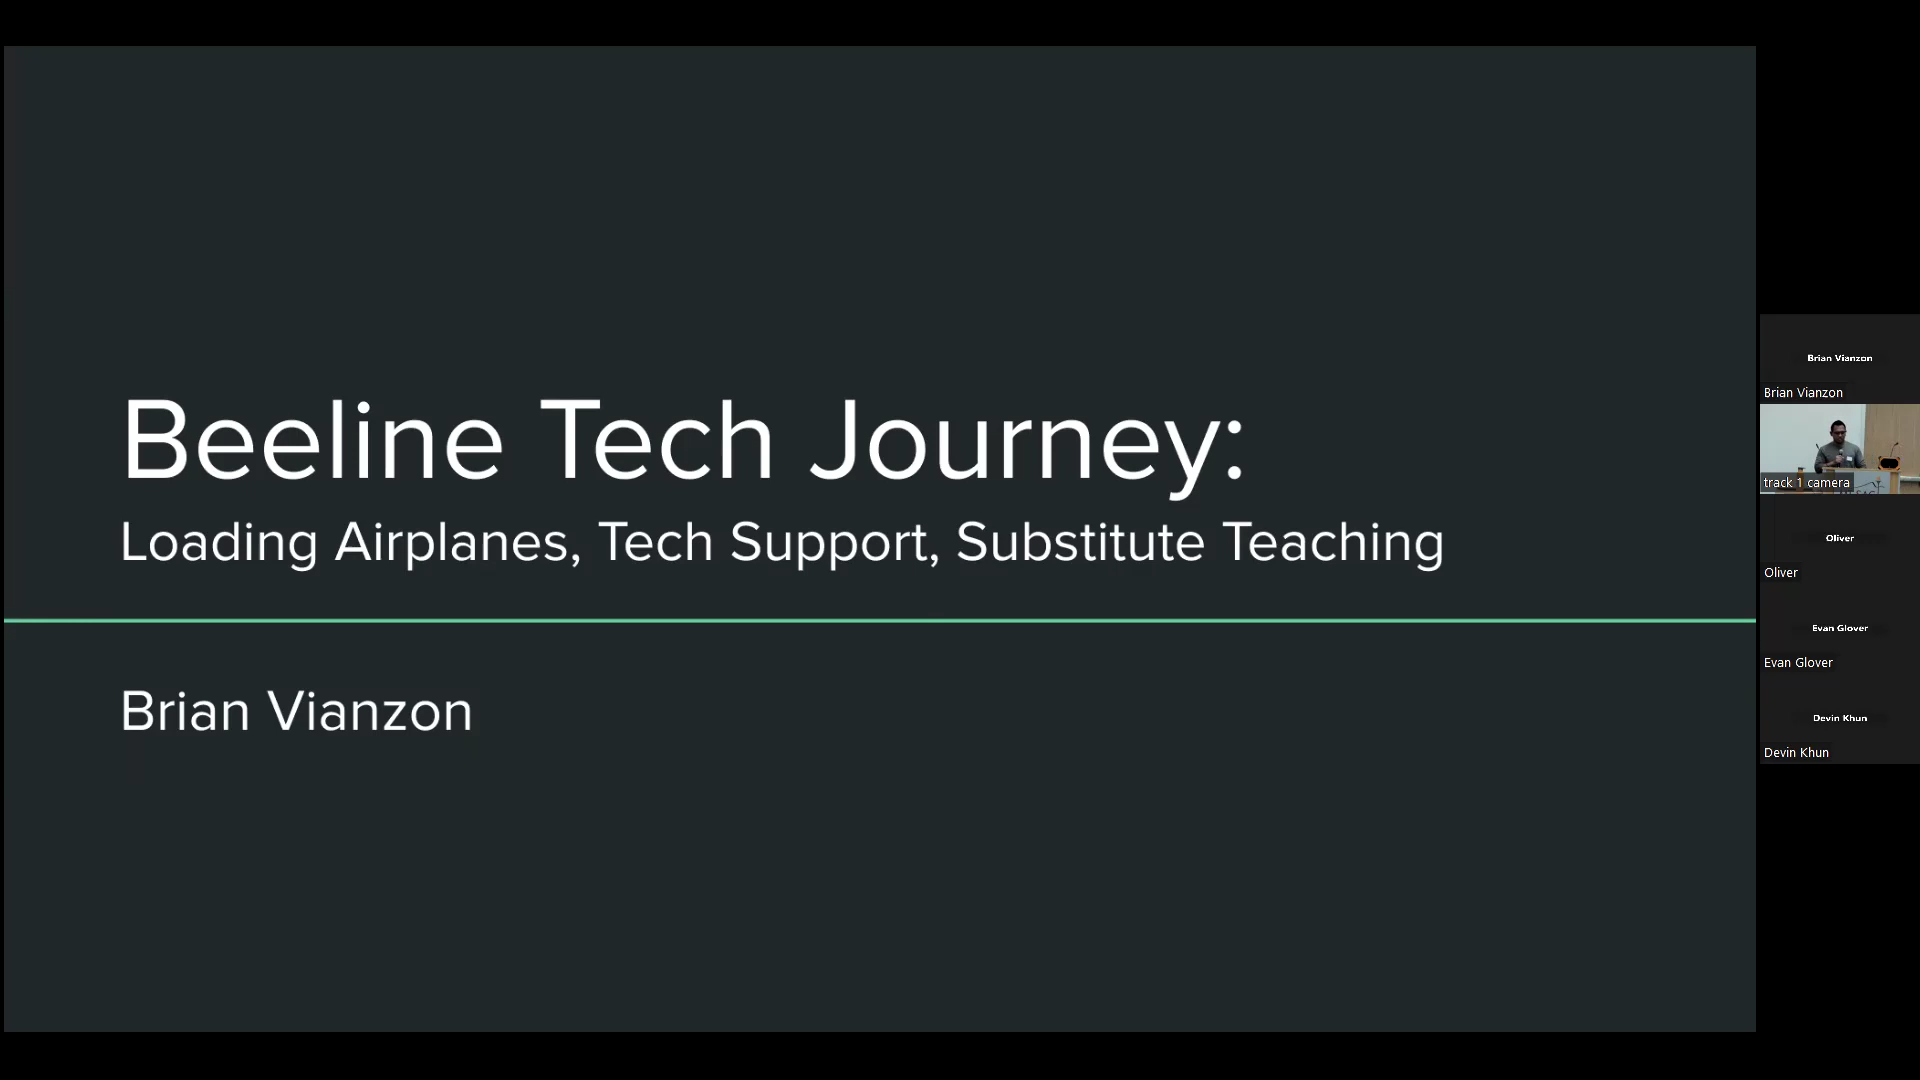 Beeline Tech Journey:
Loading Airplanes, Tech Support, Substitute Teaching
Brian Vianzon
Brian Vianzon
Brian Vianzon
track 1 camera
Oliver
Oliver
Evan Glover
Evan Glover
Devin Khun
Devin Khun